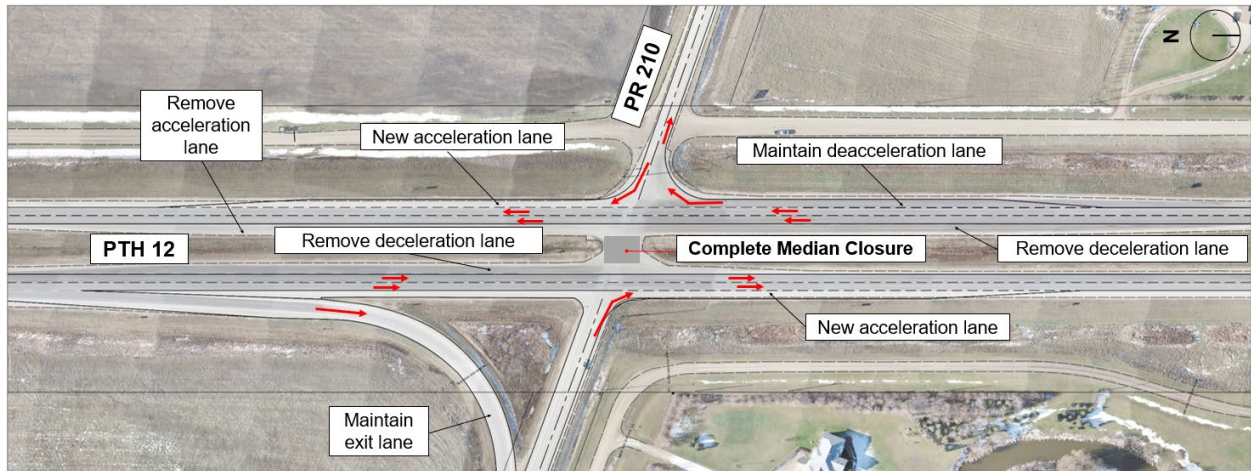 N
PR 210
Remove
acceleration
lane
New acceleration lane
Maintain deacceleration lane
PTH 12
Remove deceleration lane
Complete Median Closure
Remove deceleration lane
New acceleration lane
Maintain
exit lane